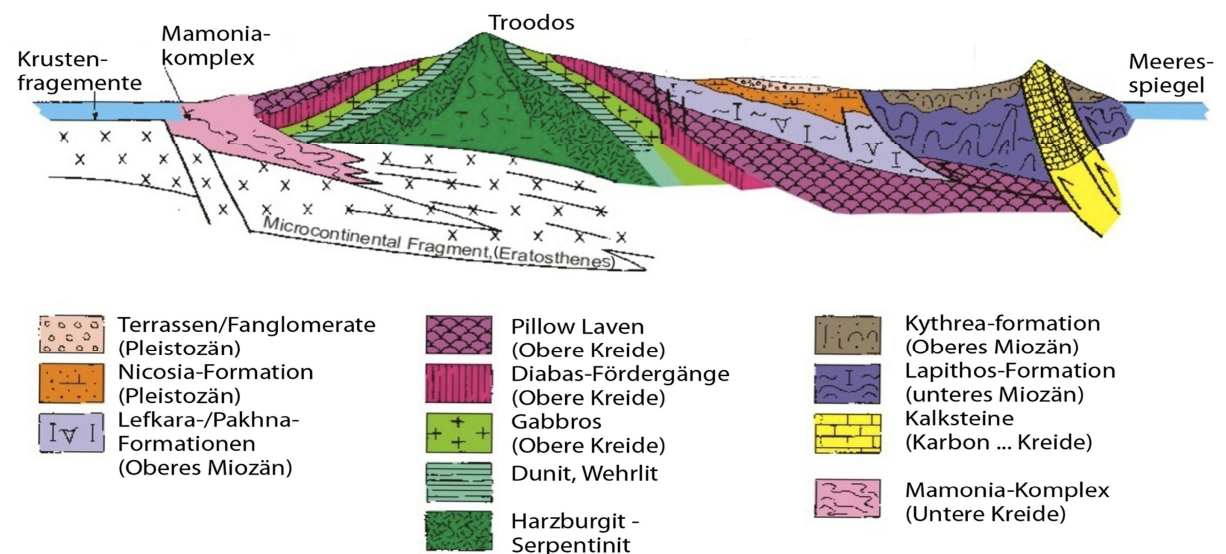 Troodos
Mamonia-
komplex
Krusten-
fragemente
Meeres-
spiegel
Microcontinental Fragment,(Eratosthenes)
Terrassen/Fanglomerate
(Pleistozän)
Nicosia-Formation
(Pleistozän)
Lefkara-/Pakhna-
Formationen
(Oberes Miozän)
Pillow Laven
(Obere Kreide)
Diabas-Fördergänge
(Obere Kreide)
Gabbros
(Obere Kreide)
Dunit, Wehrlit
Harzburgit -
Serpentinit
Kythrea-formation
(Oberes Miozän)
Lapithos-Formation
(unteres Miozän)
Kalksteine
(Karbon ... Kreide)
Mamonia-Komplex
(Untere Kreide)